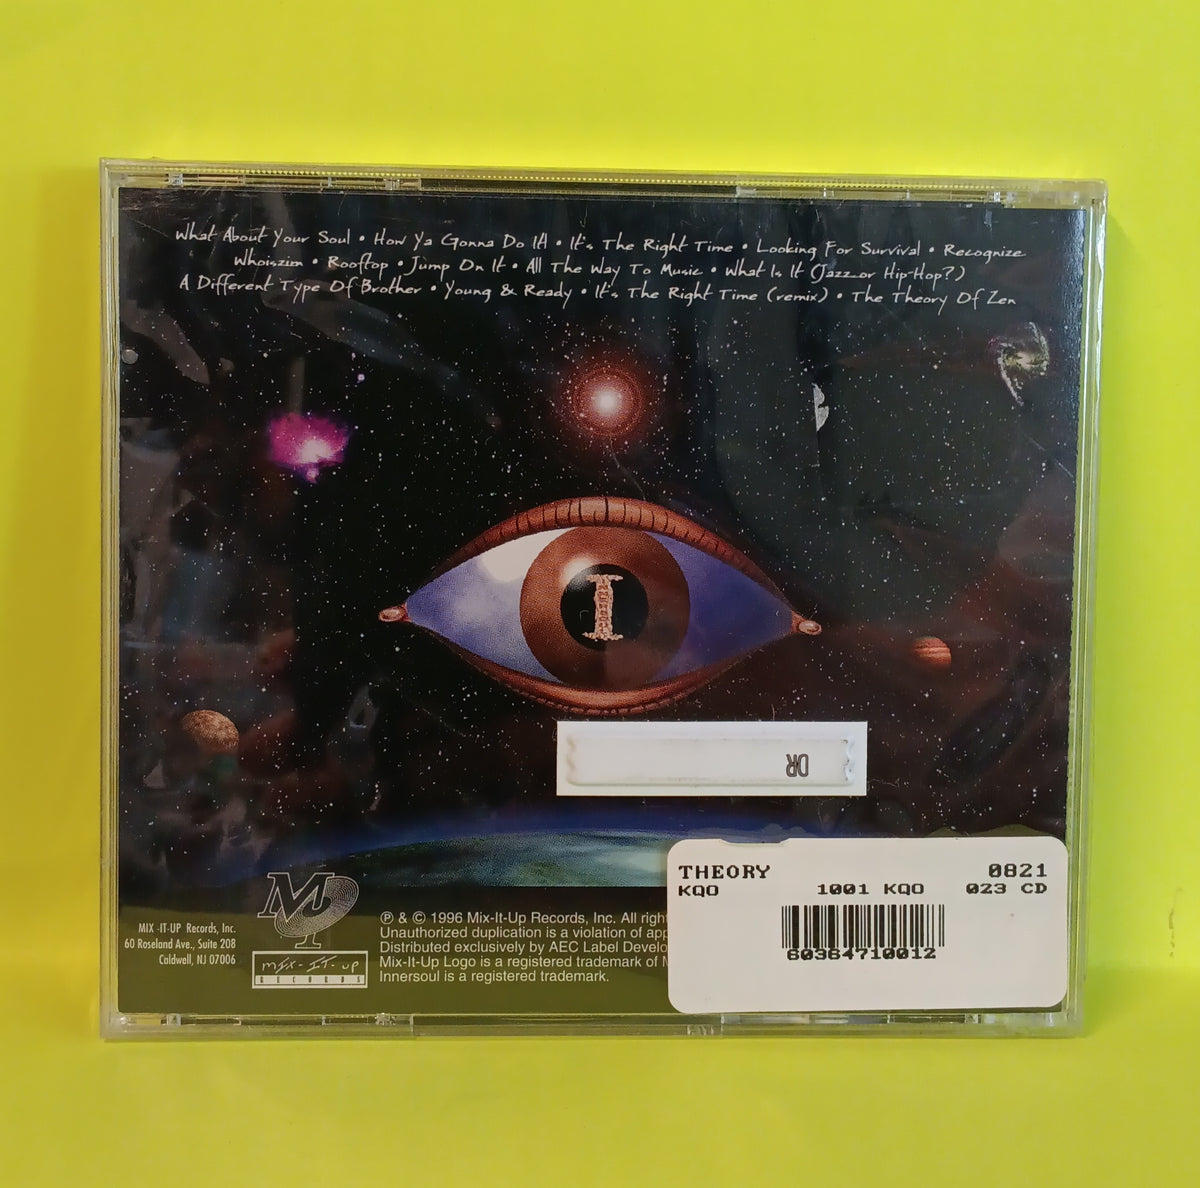 What About Your Soul • How Ya Gonna Do It! • It's The Right Time • Looking For Survival • Recognize
Whoiszim • Rooftop • Jump On It • All The Way To Music • What Is It (Jazz or Hip-Hop?)
A Different Type Of Brother • Young & Ready • It's The Right Time (remix) • The Theory Of Zen
I
DR
THEORY 0821
KQO 1001 KQO 023 CD
60364710012
MIX-IT-UP Records, Inc.
60 Roseland Ave., Suite 208
Caldwell, NJ 07006
MIX-IT-UP
RECORDS
℗ & © 1996 Mix-It-Up Records, Inc. All right
Unauthorized duplication is a violation of app
Distributed exclusively by AEC Label Develo
Mix-It-Up Logo is a registered trademark of M
Innersoul is a registered trademark.